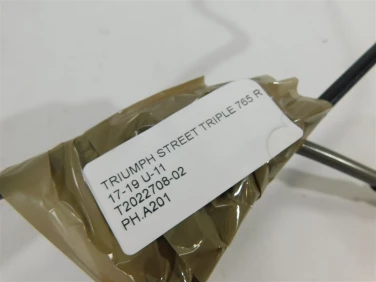 TRIUMPH STREET TRIPLE 765 R
17-19 U-11
T2022708-02
PH.A201